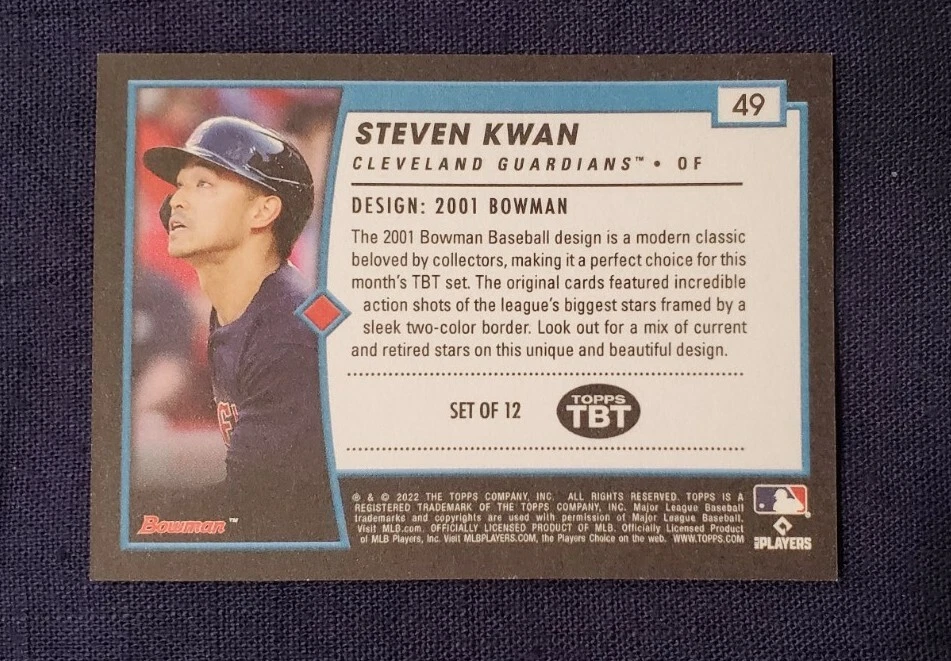 49
STEVEN KWAN
CLEVELAND GUARDIANS™ • OF
DESIGN: 2001 BOWMAN
The 2001 Bowman Baseball design is a modern classic
beloved by collectors, making it a perfect choice for this
month's TBT set. The original cards featured incredible
action shots of the league's biggest stars framed by a
sleek two-color border. Look out for a mix of current
and retired stars on this unique and beautiful design.
SET OF 12
TOPPS
TBT
® & © 2022 THE TOPPS COMPANY, INC. ALL RIGHTS RESERVED. TOPPS IS A
REGISTERED TRADEMARK OF THE TOPPS COMPANY, INC. Major League Baseball
trademarks and copyrights are used with permission of Major League Baseball.
Visit MLB.com. OFFICIALLY LICENSED PRODUCT OF MLB. Officially Licensed Product
of MLB Players, Inc. Visit MLBPLAYERS.COM, the Players Choice on the web. WWW.TOPPS.COM
Bowman™
PLAYERS